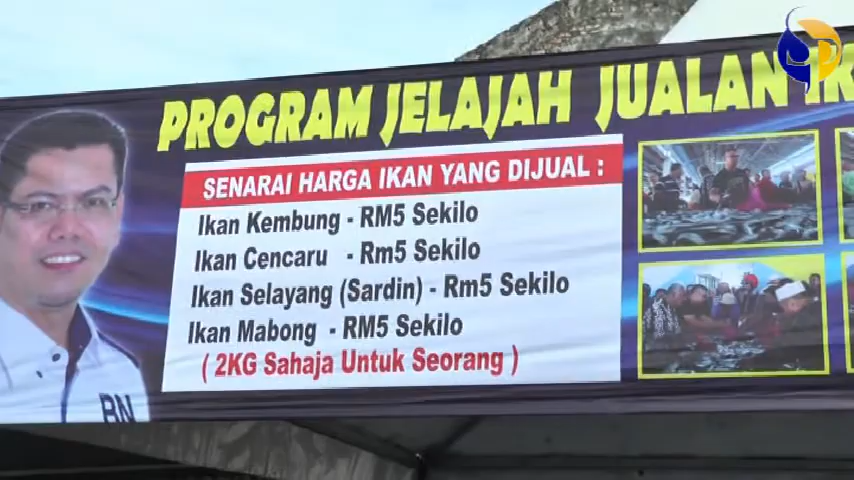 PROGRAM JELAJAH JUALAN IK
SENARAI HARGA IKAN YANG DIJUAL :
Ikan Kembung - RM5 Sekilo
Ikan Cencaru - Rm5 Sekilo
Ikan Selayang (Sardin) - Rm5 Sekilo
Ikan Mabong - RM5 Sekilo
( 2KG Sahaja Untuk Seorang )
BN